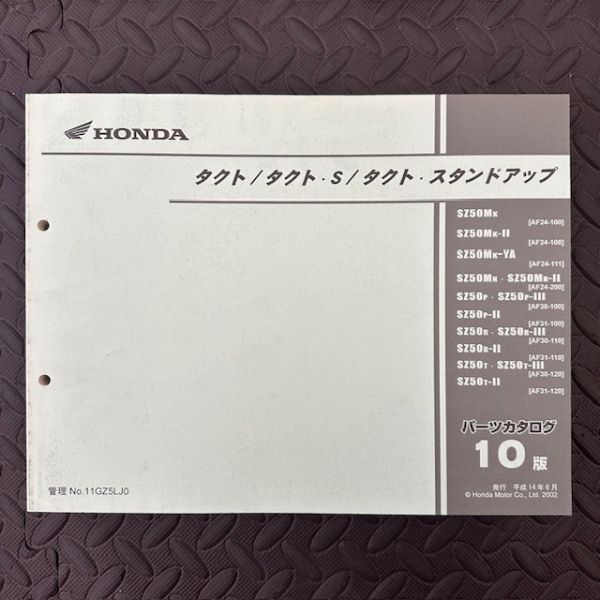 HONDA
タクト / タクト・S / タクト・スタンドアップ
SZ50MK
[AF24-100]
SZ50MK-II
[AF24-108]
SZ50MK-YA
[AF24-111]
SZ50MN・SZ50MN-II
[AF24-200]
SZ50P・SZ50P-III
[AF30-100]
SZ50P-II
[AF31-100]
SZ50R・SZ50R-III
[AF30-110]
SZ50R-II
[AF31-110]
SZ50T・SZ50T-III
[AF30-120]
SZ50T-II
[AF31-120]
パーツカタログ
10版
管理 No.11GZ5LJ0
発行 平成14年6月
© Honda Motor Co., Ltd. 2002